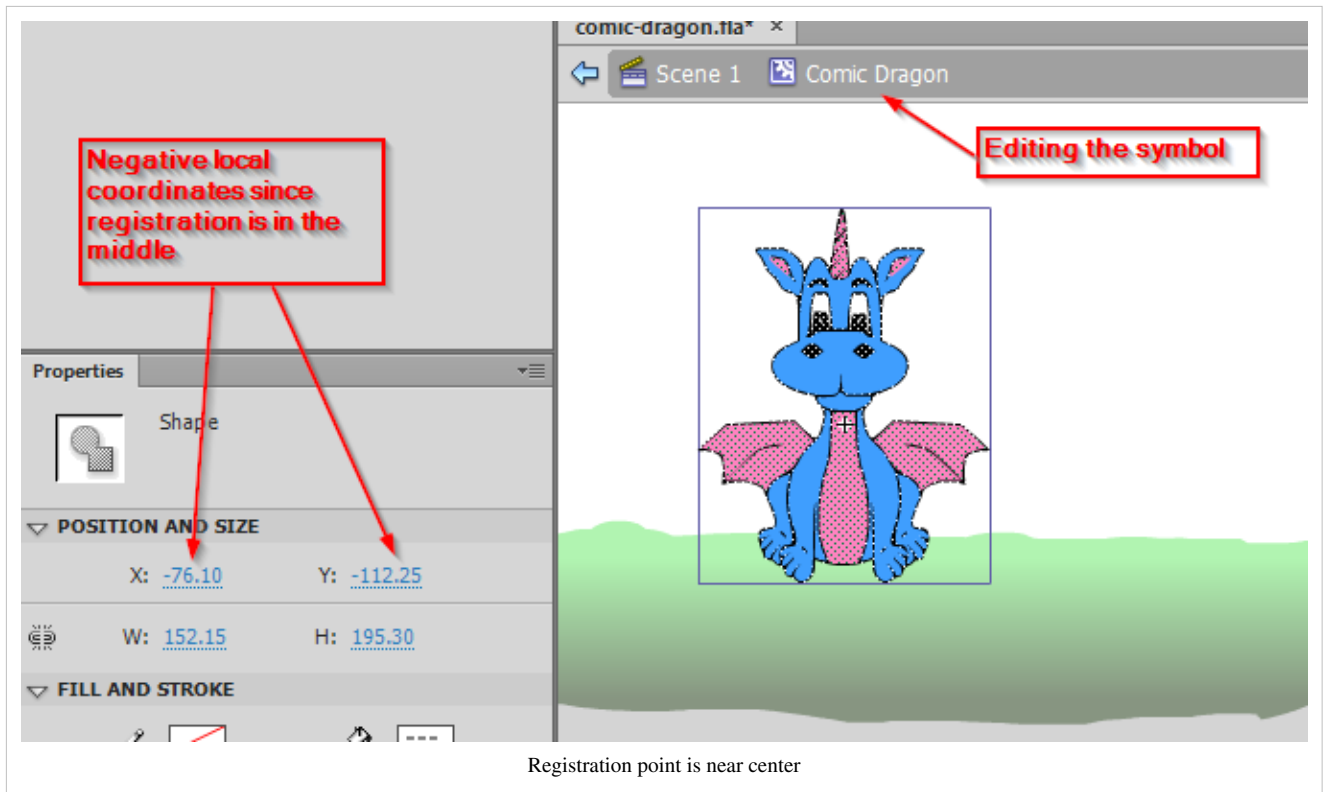 comic-dragon.fla* ×
Scene 1 Comic Dragon
Editing the symbol
Negative local
coordinates since
registration is in the
middle
Properties
Shape
POSITION AND SIZE
X: -76.10 Y: -112.25
W: 152.15 H: 195.30
FILL AND STROKE
Registration point is near center